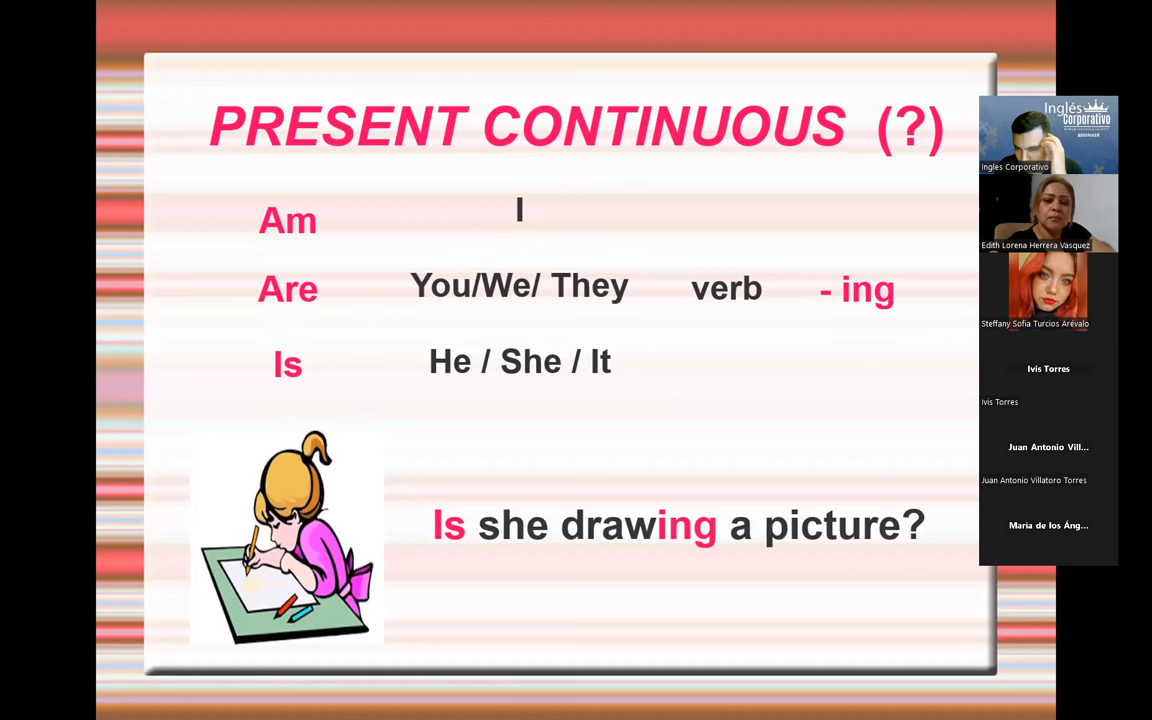 PRESENT CONTINUOUS (?)
Am I
Are You/We/ They verb - ing
Is He / She / It
Is she drawing a picture?
Inglés
Corporativo
BEGINNER
Ingles Corporativo
Edith Lorena Herrera Vasquez
Steffany Sofia Turcios Arévalo
Ivis Torres
Ivis Torres
Juan Antonio Vill...
Juan Antonio Villatoro Torres
Maria de los Áng...